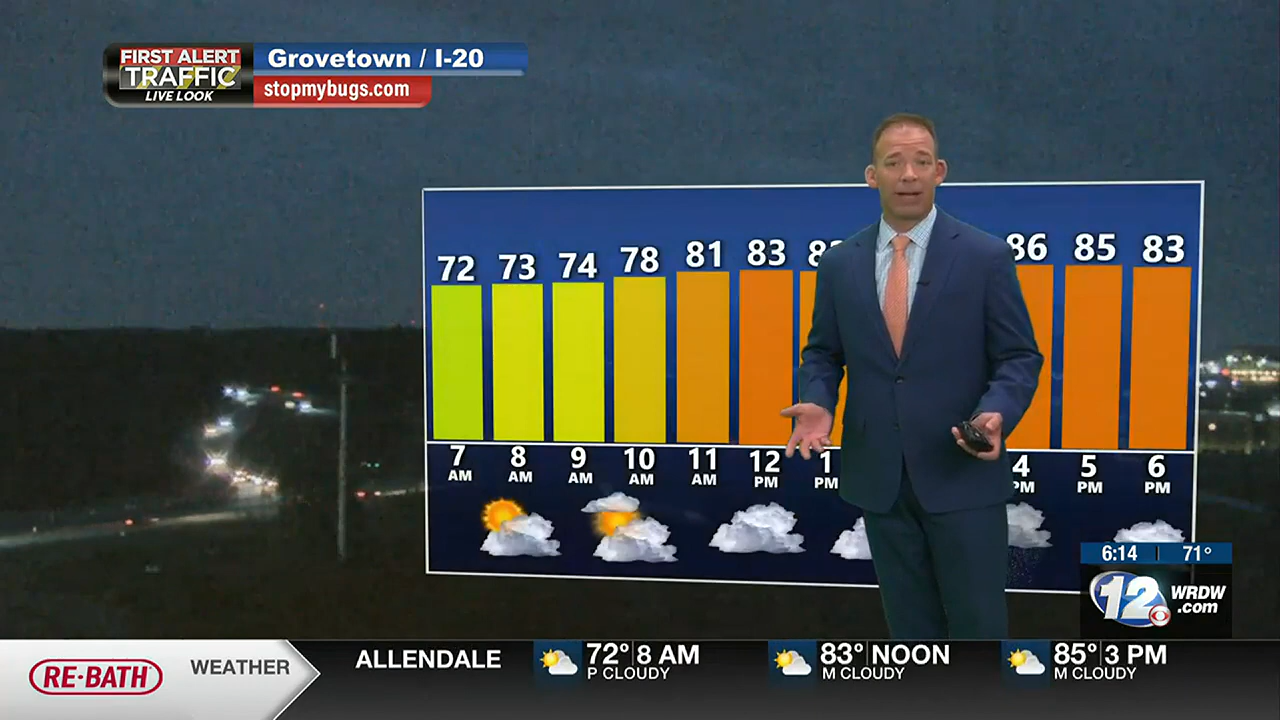 FIRST ALERT
TRAFFIC
LIVE LOOK
Grovetown / I-20
stopmybugs.com
72 73 74 78 81 83 86 85 83
7 AM 8 AM 9 AM 10 AM 11 AM 12 PM 1 PM 4 PM 5 PM 6 PM
6:14 71°
12 WRDW
.com
RE·BATH
WEATHER
ALLENDALE
72° 8 AM
P CLOUDY
83° NOON
M CLOUDY
85° 3 PM
M CLOUDY